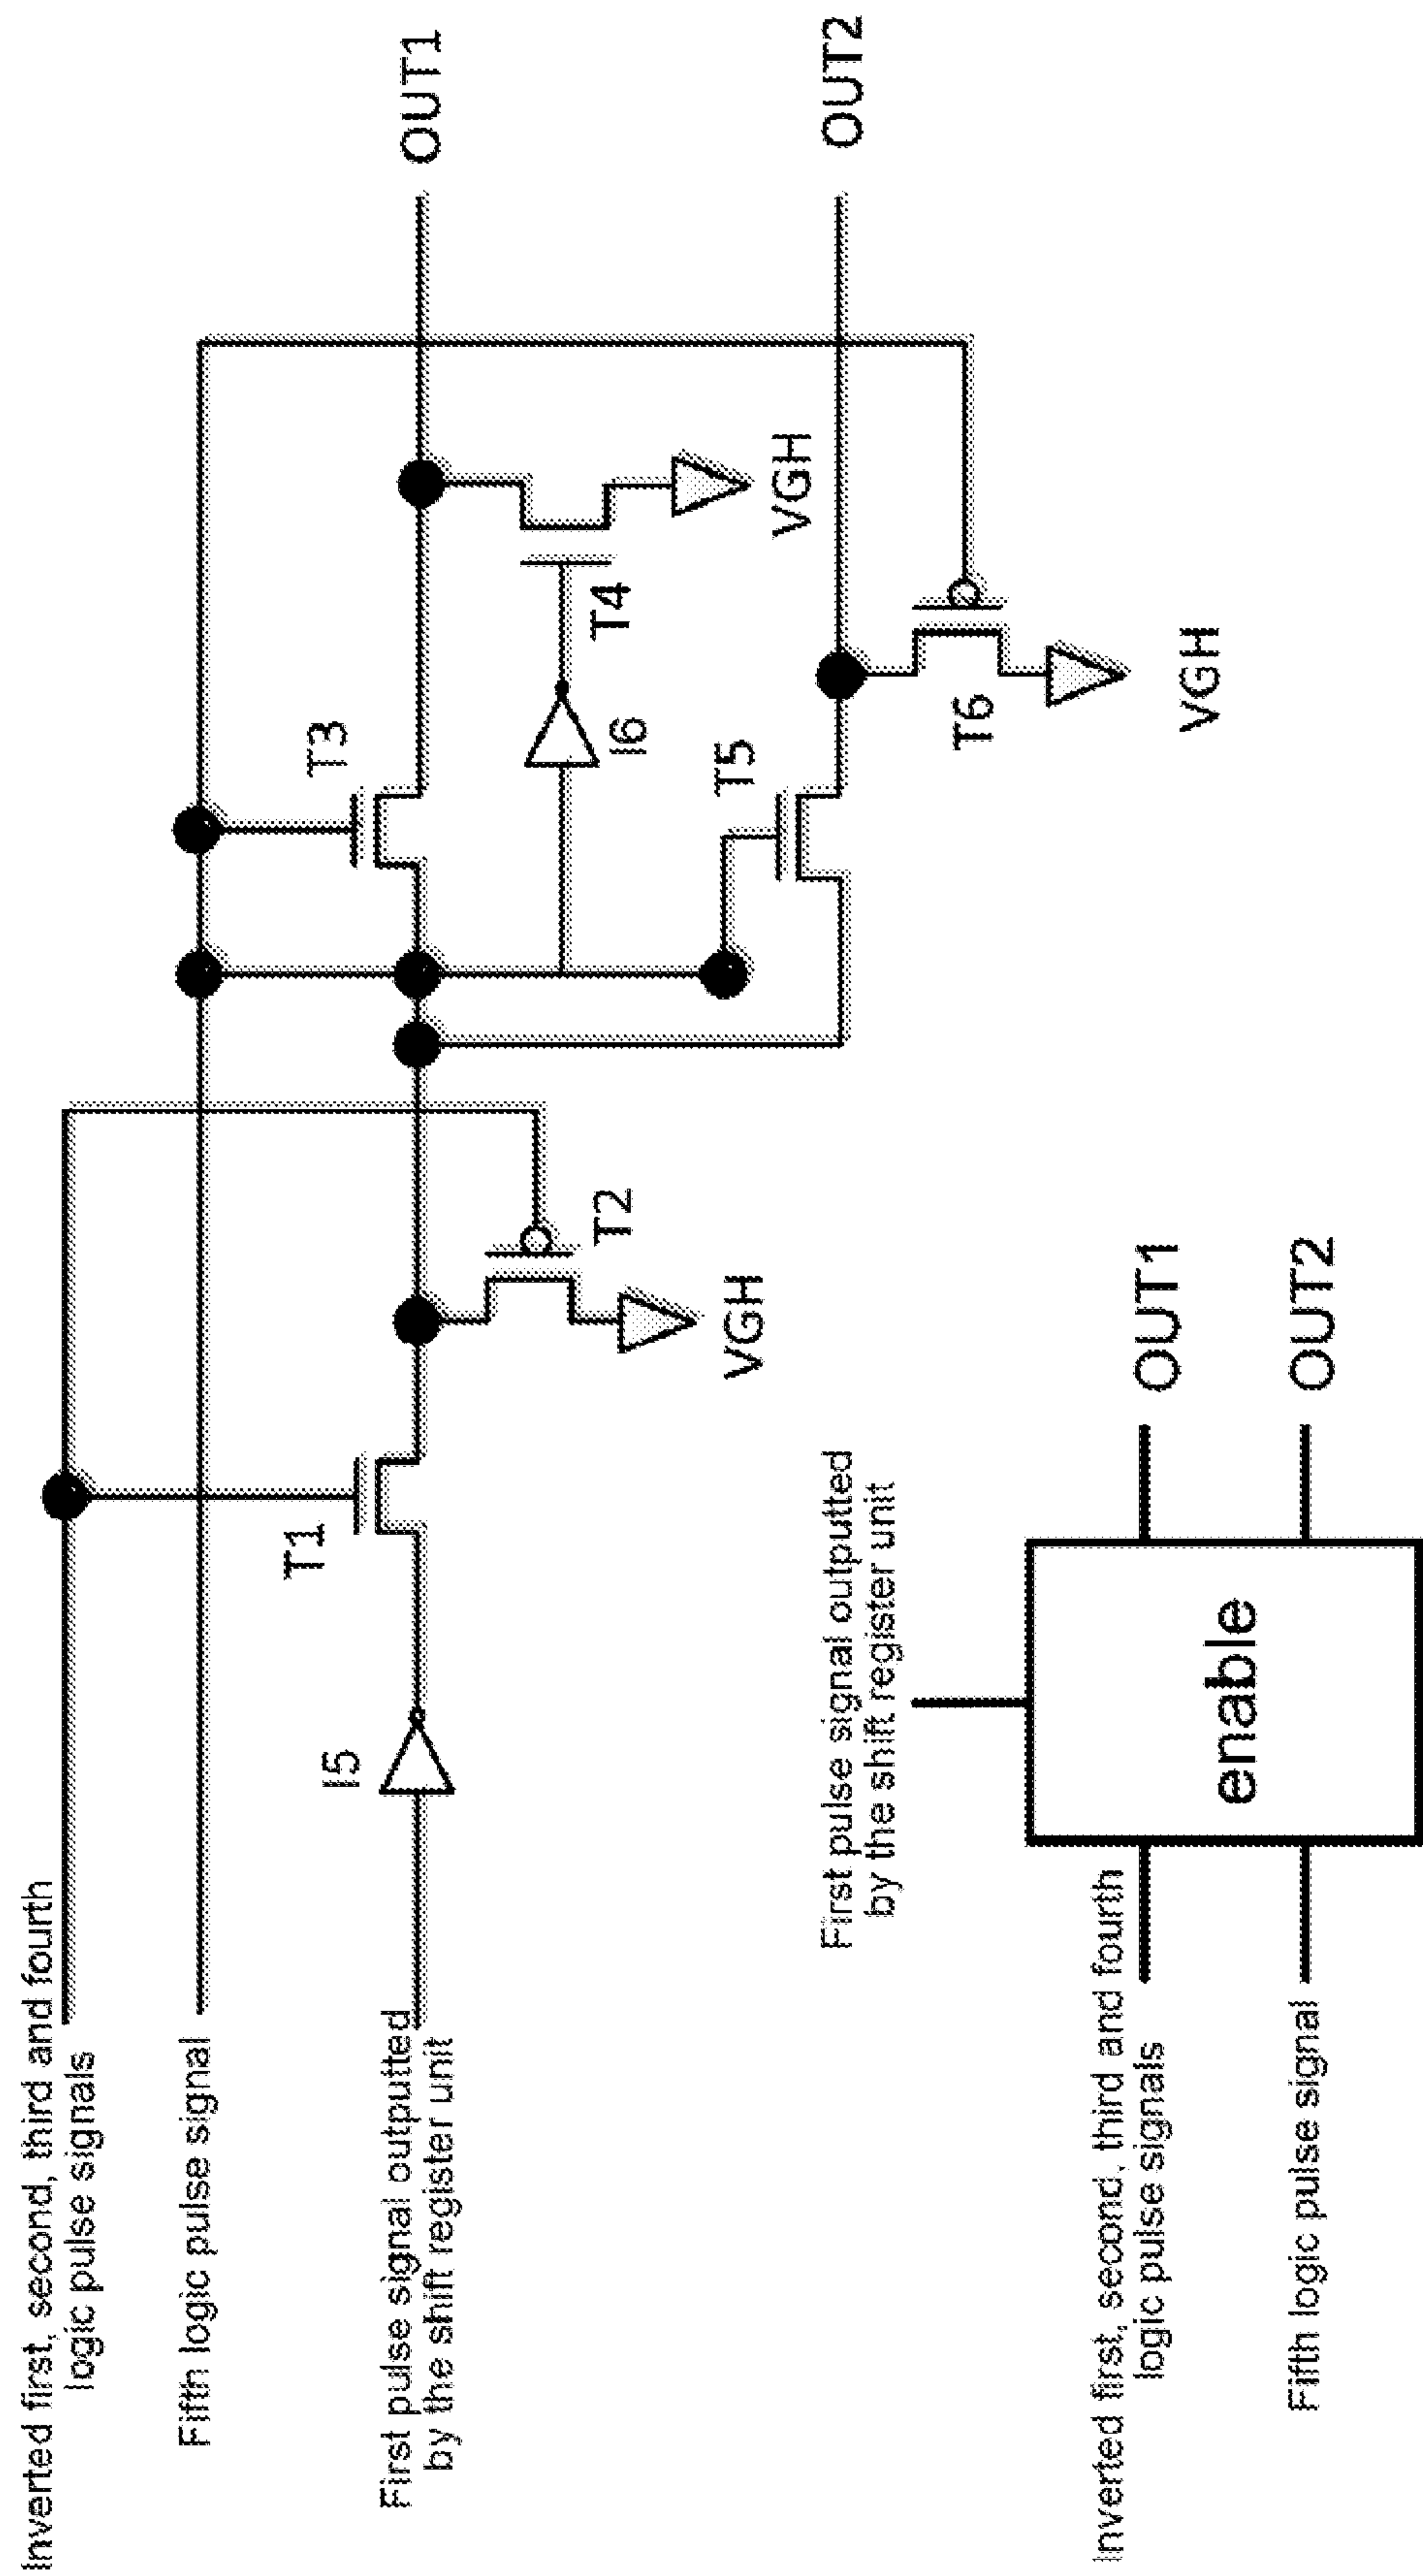 Inverted first, second, third and fourth
logic pulse signals
Fifth logic pulse signal
First pulse signal outputted
by the shift register unit
I5
T1
T2
VGH
T3
I6
T4
VGH
T5
T6
VGH
OUT1
OUT2
First pulse signal outputted
by the shift register unit
Inverted first, second, third and fourth
logic pulse signals
Fifth logic pulse signal
enable
OUT1
OUT2